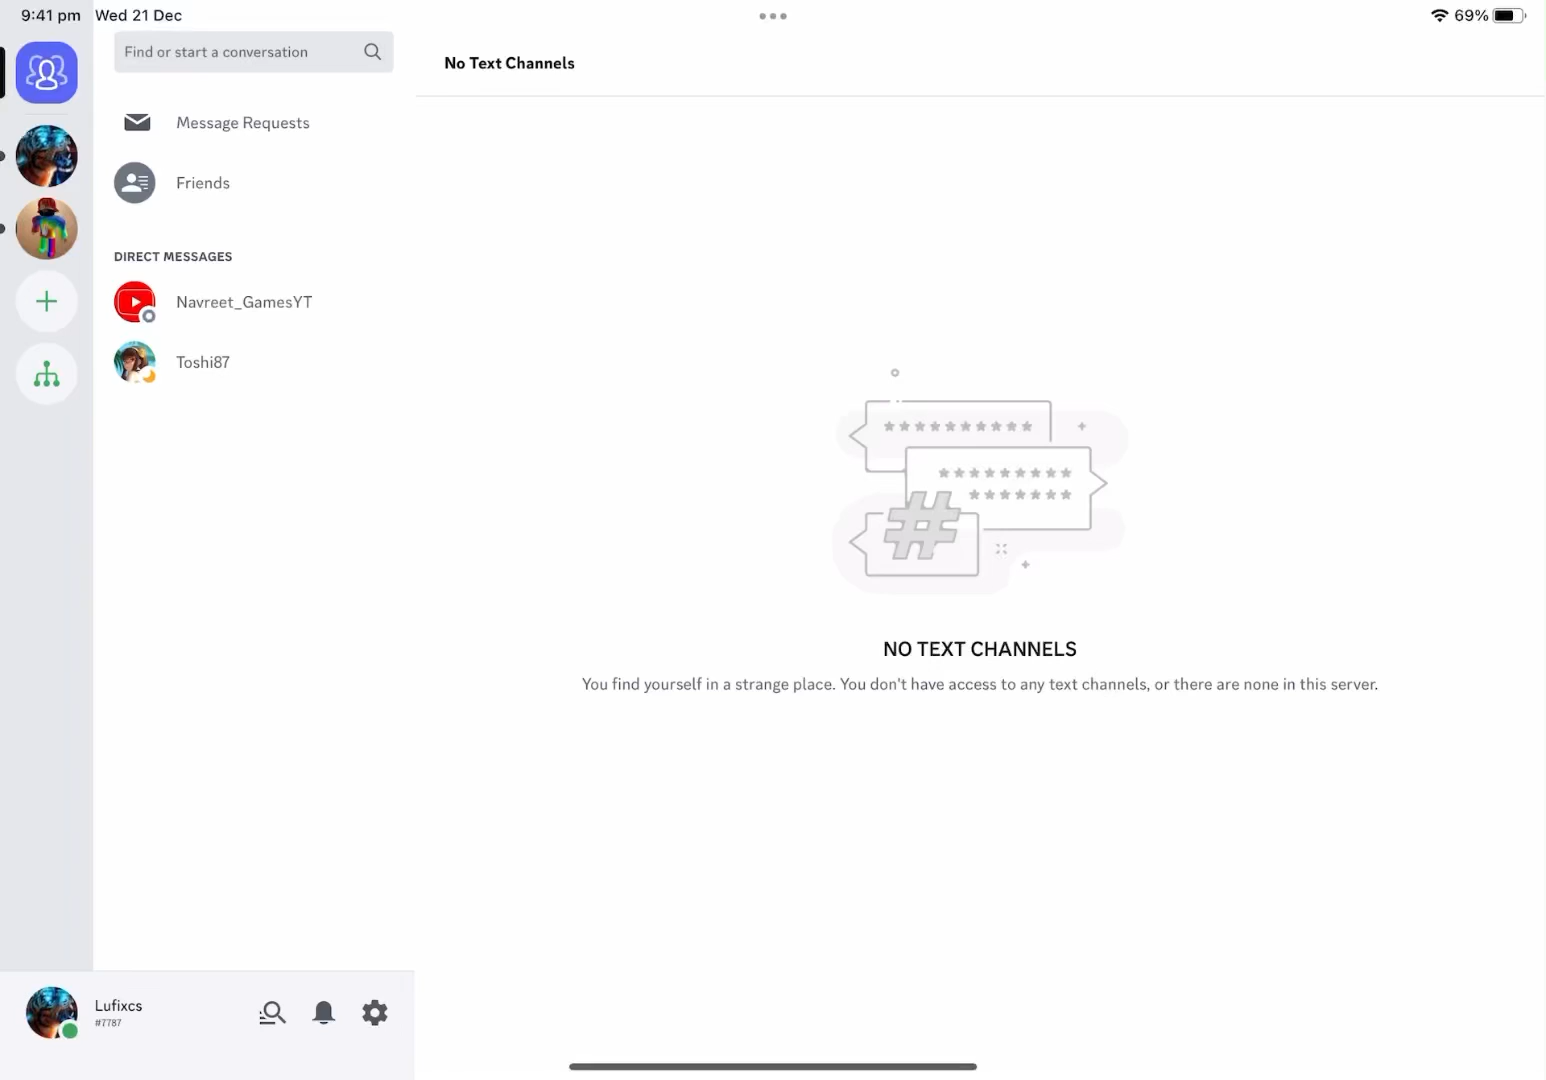 9:41 pm Wed 21 Dec
69%
Find or start a conversation
Message Requests
Friends
DIRECT MESSAGES
Navreet_GamesYT
Toshi87
Lufixcs
#7787
No Text Channels
NO TEXT CHANNELS
You find yourself in a strange place. You don't have access to any text channels, or there are none in this server.